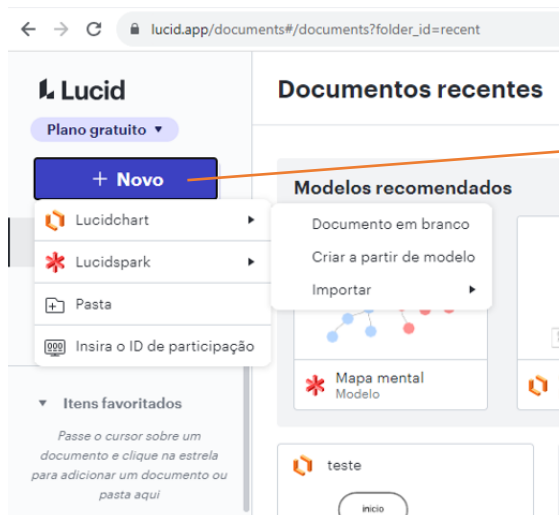 lucid.app/documents#/documents?folder_id=recent
Lucid
Plano gratuito
+ Novo
Lucidchart
Lucidspark
Pasta
Insira o ID de participação
Itens favoritados
Passe o cursor sobre um
documento e clique na estrela
para adicionar um documento ou
pasta aqui
Documentos recentes
Modelos recomendados
Documento em branco
Criar a partir de modelo
Importar
Mapa mental
Modelo
teste
inicio